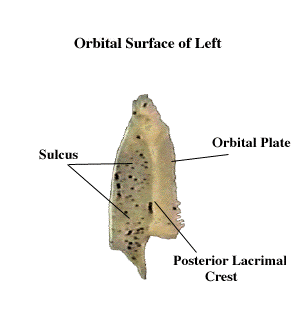 Orbital Surface of Left
Orbital Plate
Sulcus
Posterior Lacrimal
Crest